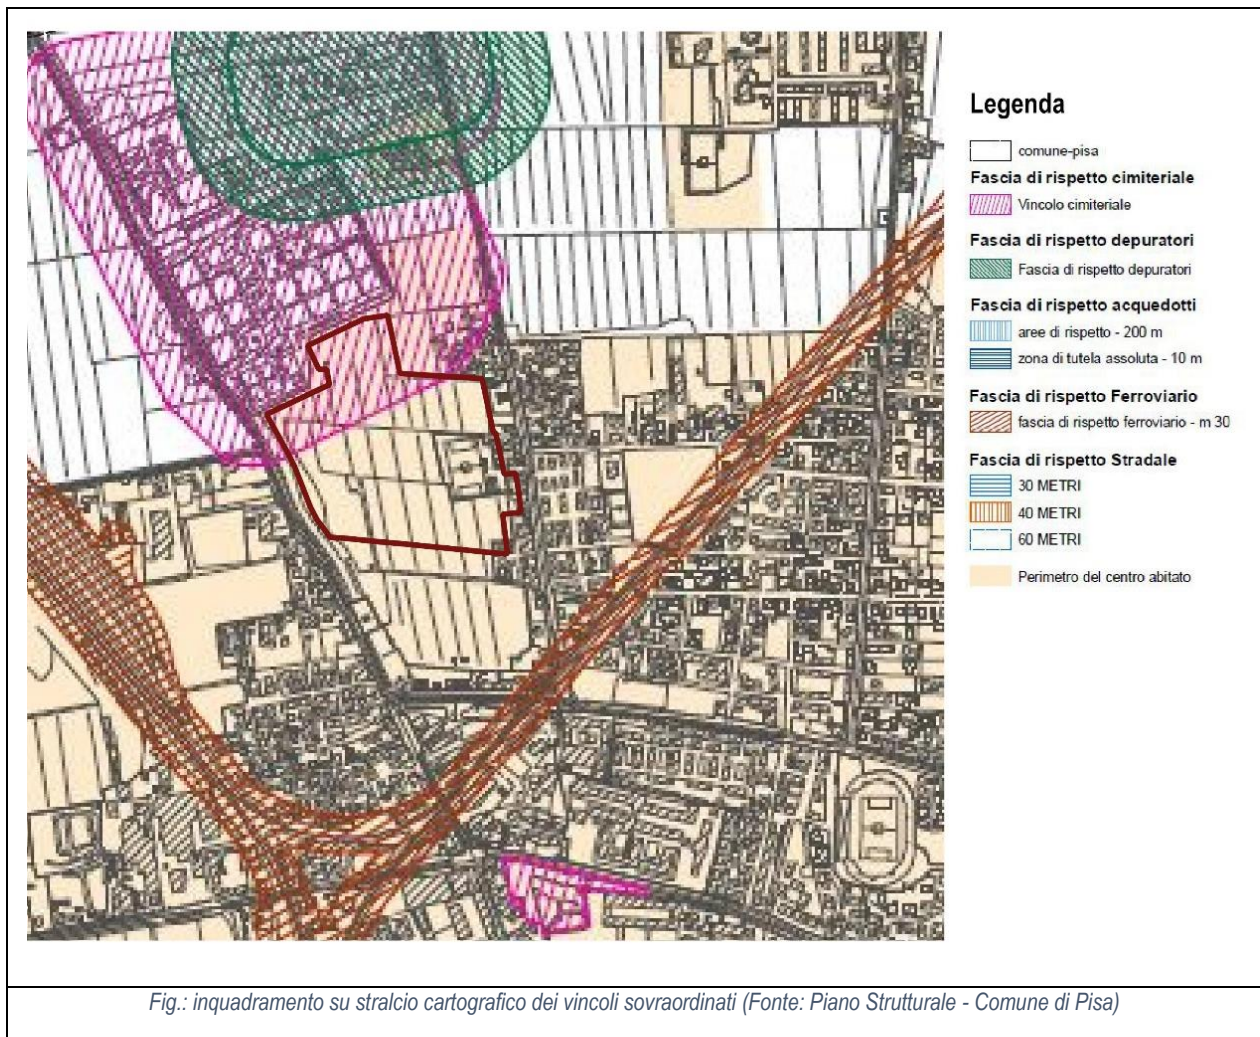 Legenda
comune-pisa
Fascia di rispetto cimiteriale
Vincolo cimiteriale
Fascia di rispetto depuratori
Fascia di rispetto depuratori
Fascia di rispetto acquedotti
aree di rispetto - 200 m
zona di tutela assoluta - 10 m
Fascia di rispetto Ferroviario
fascia di rispetto ferroviario - m 30
Fascia di rispetto Stradale
30 METRI
40 METRI
60 METRI
Perimetro del centro abitato
Fig.: inquadramento su stralcio cartografico dei vincoli sovraordinati (Fonte: Piano Strutturale - Comune di Pisa)